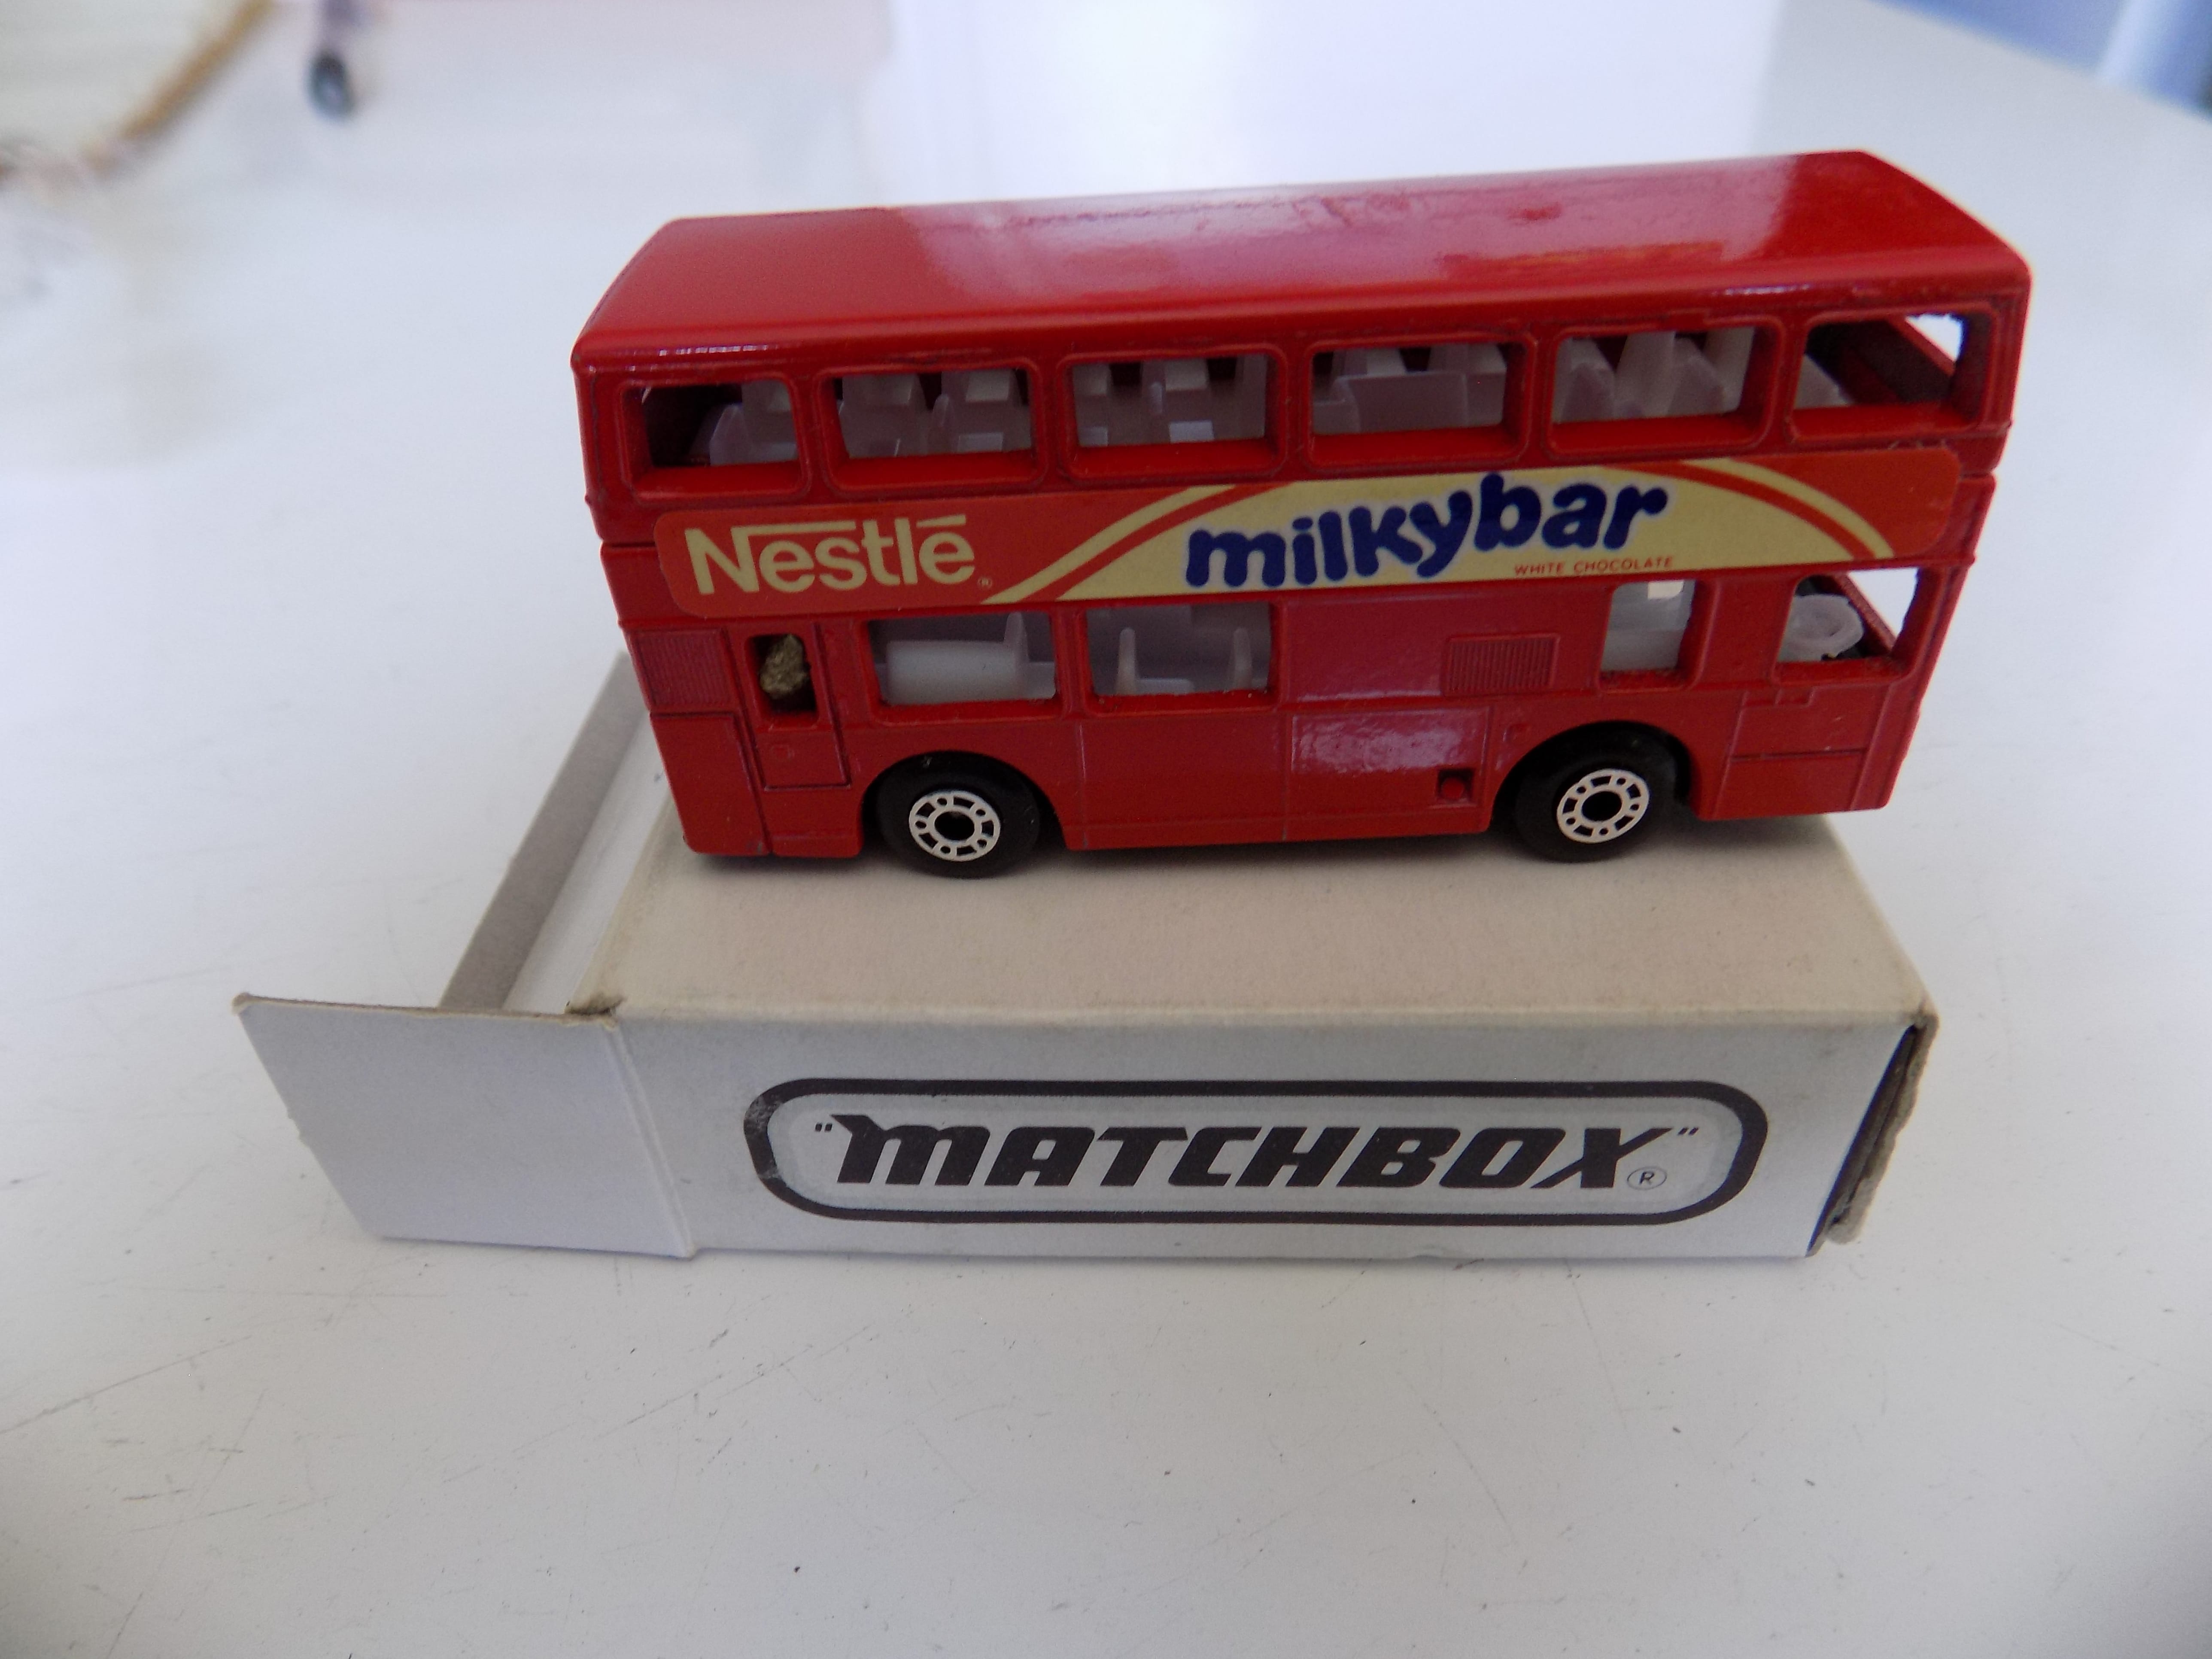 Nestlé®
milkybar
WHITE CHOCOLATE
"MATCHBOX"®